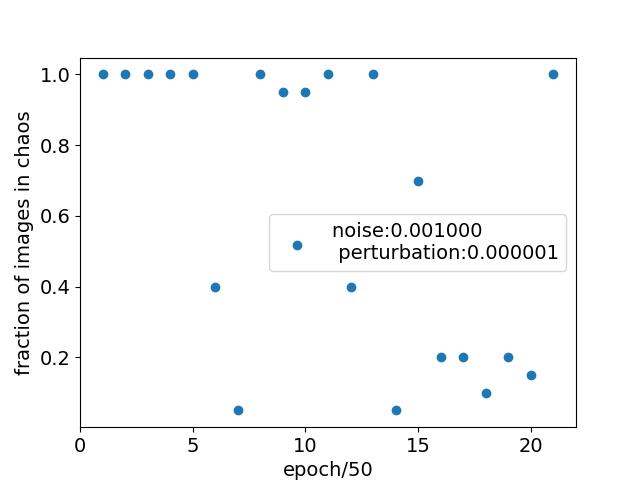 1.0
0.8
0.6
0.4
0.2
fraction of images in chaos
noise:0.001000
perturbation:0.000001
0 5 10 15 20
epoch/50